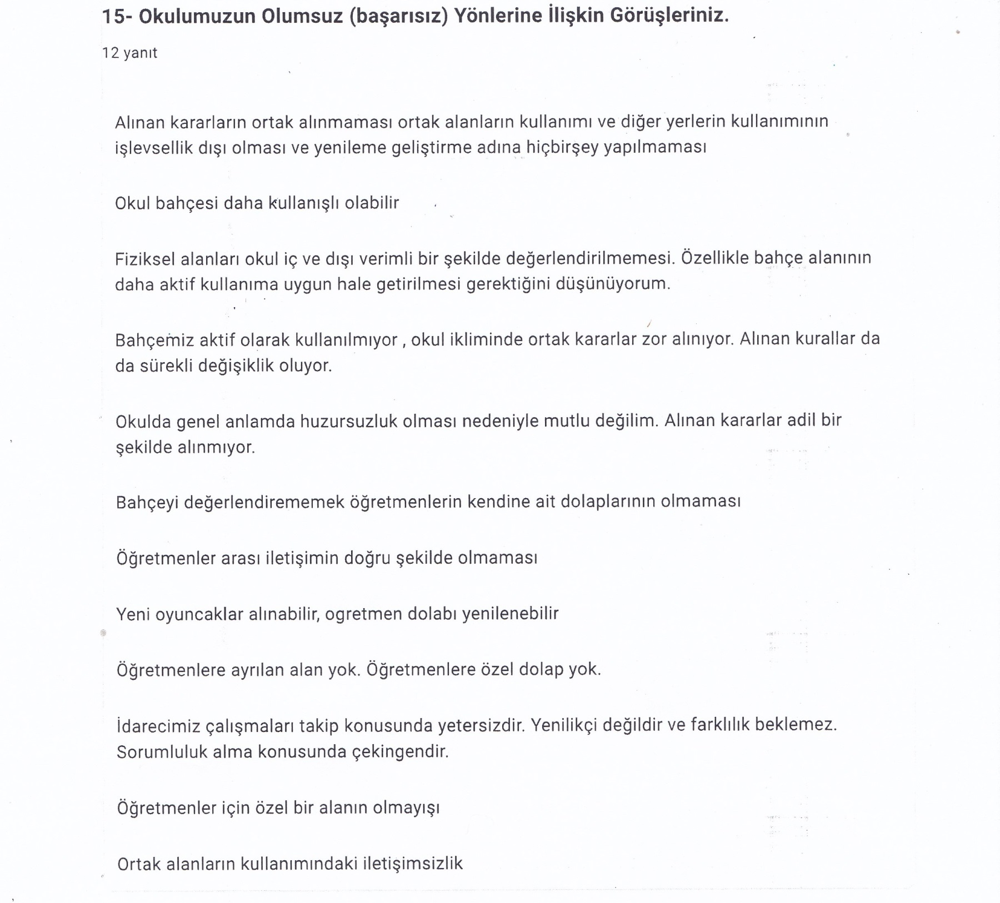 15- Okulumuzun Olumsuz (başarısız) Yönlerine İlişkin Görüşleriniz.
12 yanıt
Alınan kararların ortak alınmaması ortak alanların kullanımı ve diğer yerlerin kullanımının
işlevsellik dışı olması ve yenileme geliştirme adına hiçbirşey yapılmaması
Okul bahçesi daha kullanışlı olabilir
Fiziksel alanları okul iç ve dışı verimli bir şekilde değerlendirilmemesi. Özellikle bahçe alanının
daha aktif kullanıma uygun hale getirilmesi gerektiğini düşünüyorum.
Bahçemiz aktif olarak kullanılmıyor , okul ikliminde ortak kararlar zor alınıyor. Alınan kurallar da
da sürekli değişiklik oluyor.
Okulda genel anlamda huzursuzluk olması nedeniyle mutlu değilim. Alınan kararlar adil bir
şekilde alınmıyor.
Bahçeyi değerlendirememek öğretmenlerin kendine ait dolaplarının olmaması
Öğretmenler arası iletişimin doğru şekilde olmaması
Yeni oyuncaklar alınabilir, ogretmen dolabı yenilenebilir
Öğretmenlere ayrılan alan yok. Öğretmenlere özel dolap yok.
İdarecimiz çalışmaları takip konusunda yetersizdir. Yenilikçi değildir ve farklılık beklemez.
Sorumluluk alma konusunda çekingendir.
Öğretmenler için özel bir alanın olmayışı
Ortak alanların kullanımındaki iletişimsizlik